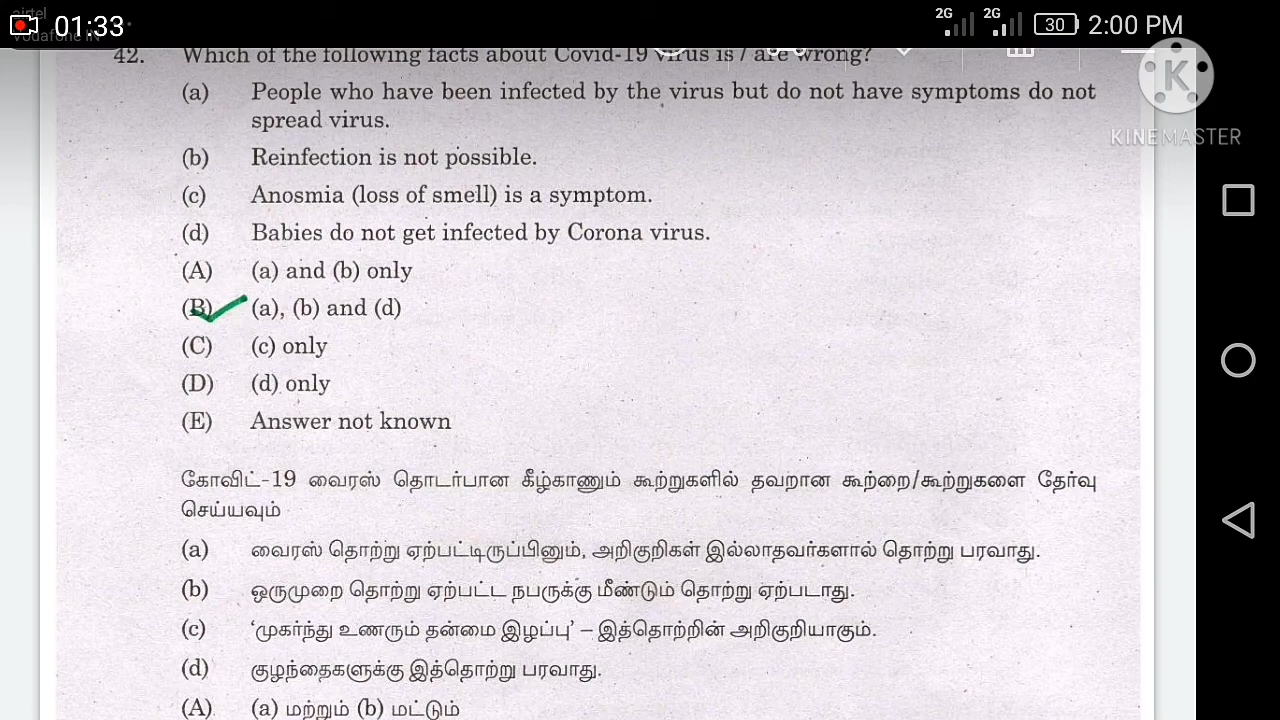 airtel
Vodafone IN
01:33
2G 2G 30 2:00 PM
42. Which of the following facts about Covid-19 virus is / are wrong?
(a) People who have been infected by the virus but do not have symptoms do not
spread virus.
(b) Reinfection is not possible.
(c) Anosmia (loss of smell) is a symptom.
(d) Babies do not get infected by Corona virus.
(A) (a) and (b) only
(B) (a), (b) and (d)
(C) (c) only
(D) (d) only
(E) Answer not known
கோவிட்-19 வைரஸ் தொடர்பான கீழ்காணும் கூற்றுகளில் தவறான கூற்றை/கூற்றுகளை தேர்வு
செய்யவும்
(a) வைரஸ் தொற்று ஏற்பட்டிருப்பினும், அறிகுறிகள் இல்லாதவர்களால் தொற்று பரவாது.
(b) ஒருமுறை தொற்று ஏற்பட்ட நபருக்கு மீண்டும் தொற்று ஏற்படாது.
(c) 'முகர்ந்து உணரும் தன்மை இழப்பு' – இத்தொற்றின் அறிகுறியாகும்.
(d) குழந்தைகளுக்கு இத்தொற்று பரவாது.
(A) (a) மற்றும் (b) மட்டும்
K
KINEMASTER